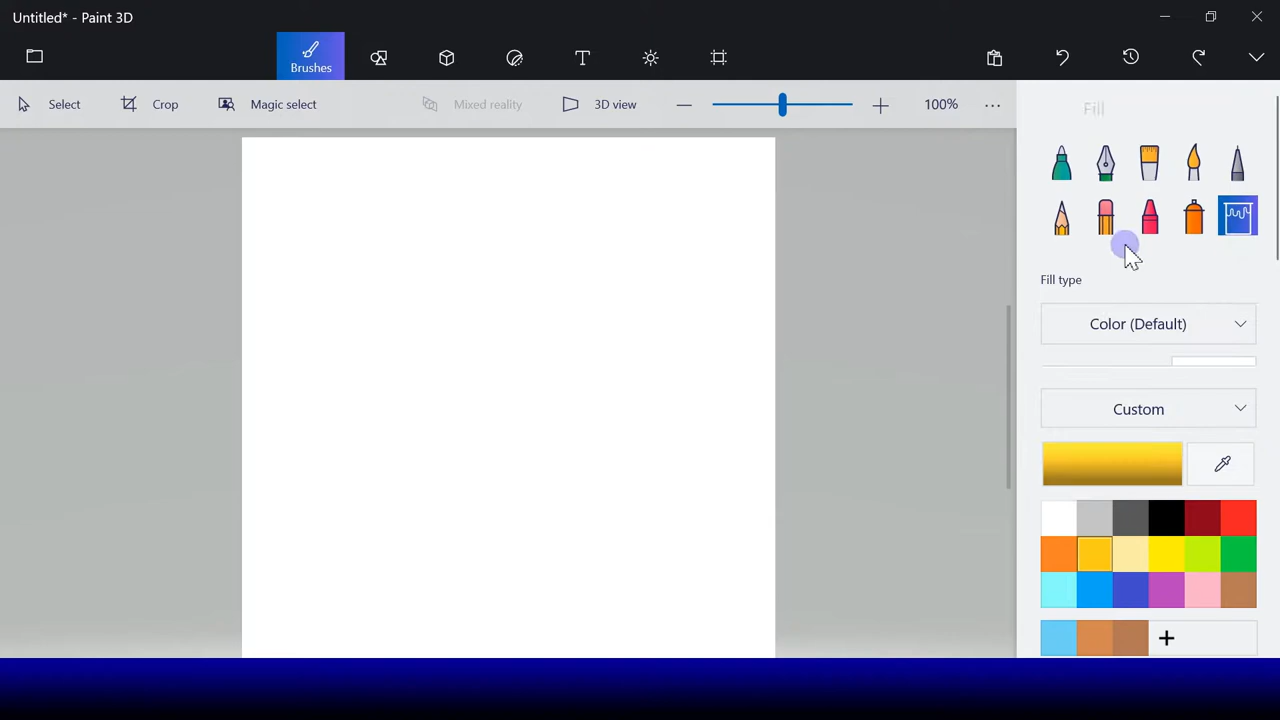 Untitled* - Paint 3D
Brushes
Select Crop Magic select Mixed reality 3D view 100%
Fill
Fill type
Color (Default)
Custom